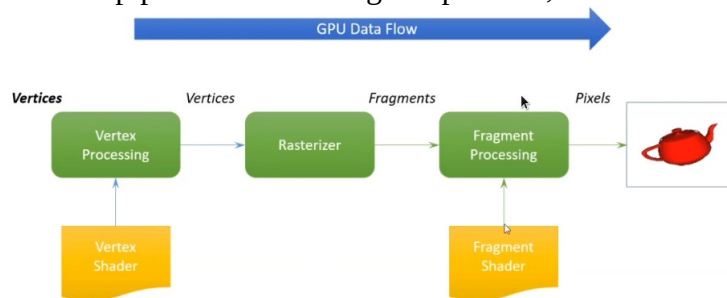 GPU Data Flow
Vertices
Vertices
Fragments
Pixels
Vertex
Processing
Rasterizer
Fragment
Processing
Vertex
Shader
Fragment
Shader